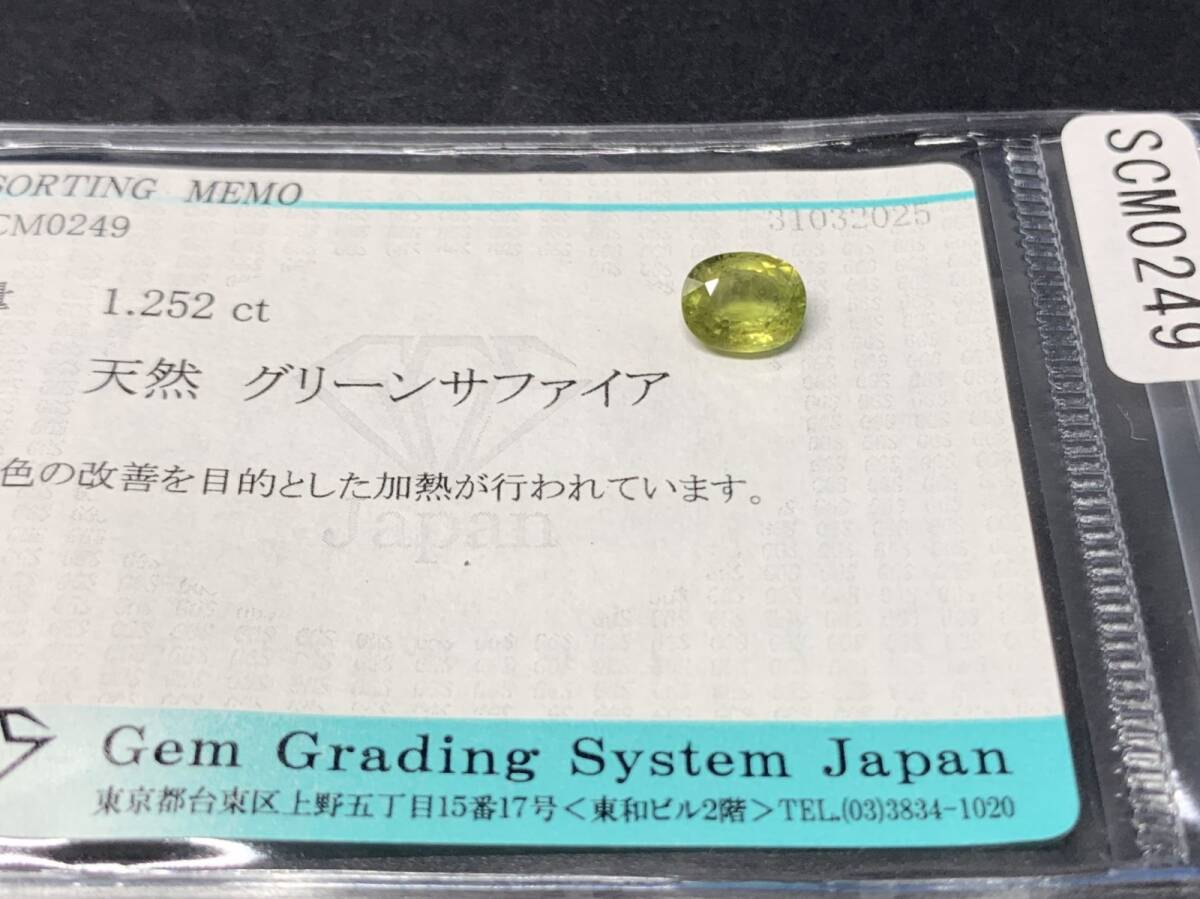 SORTING MEMO
CM0249
31032025
量 1.252 ct
天然 グリーンサファイア
色の改善を目的とした加熱が行われています。
Japan
Gem Grading System Japan
東京都台東区上野五丁目15番17号<東和ビル2階>TEL.(03)3834-1020
SCM0249